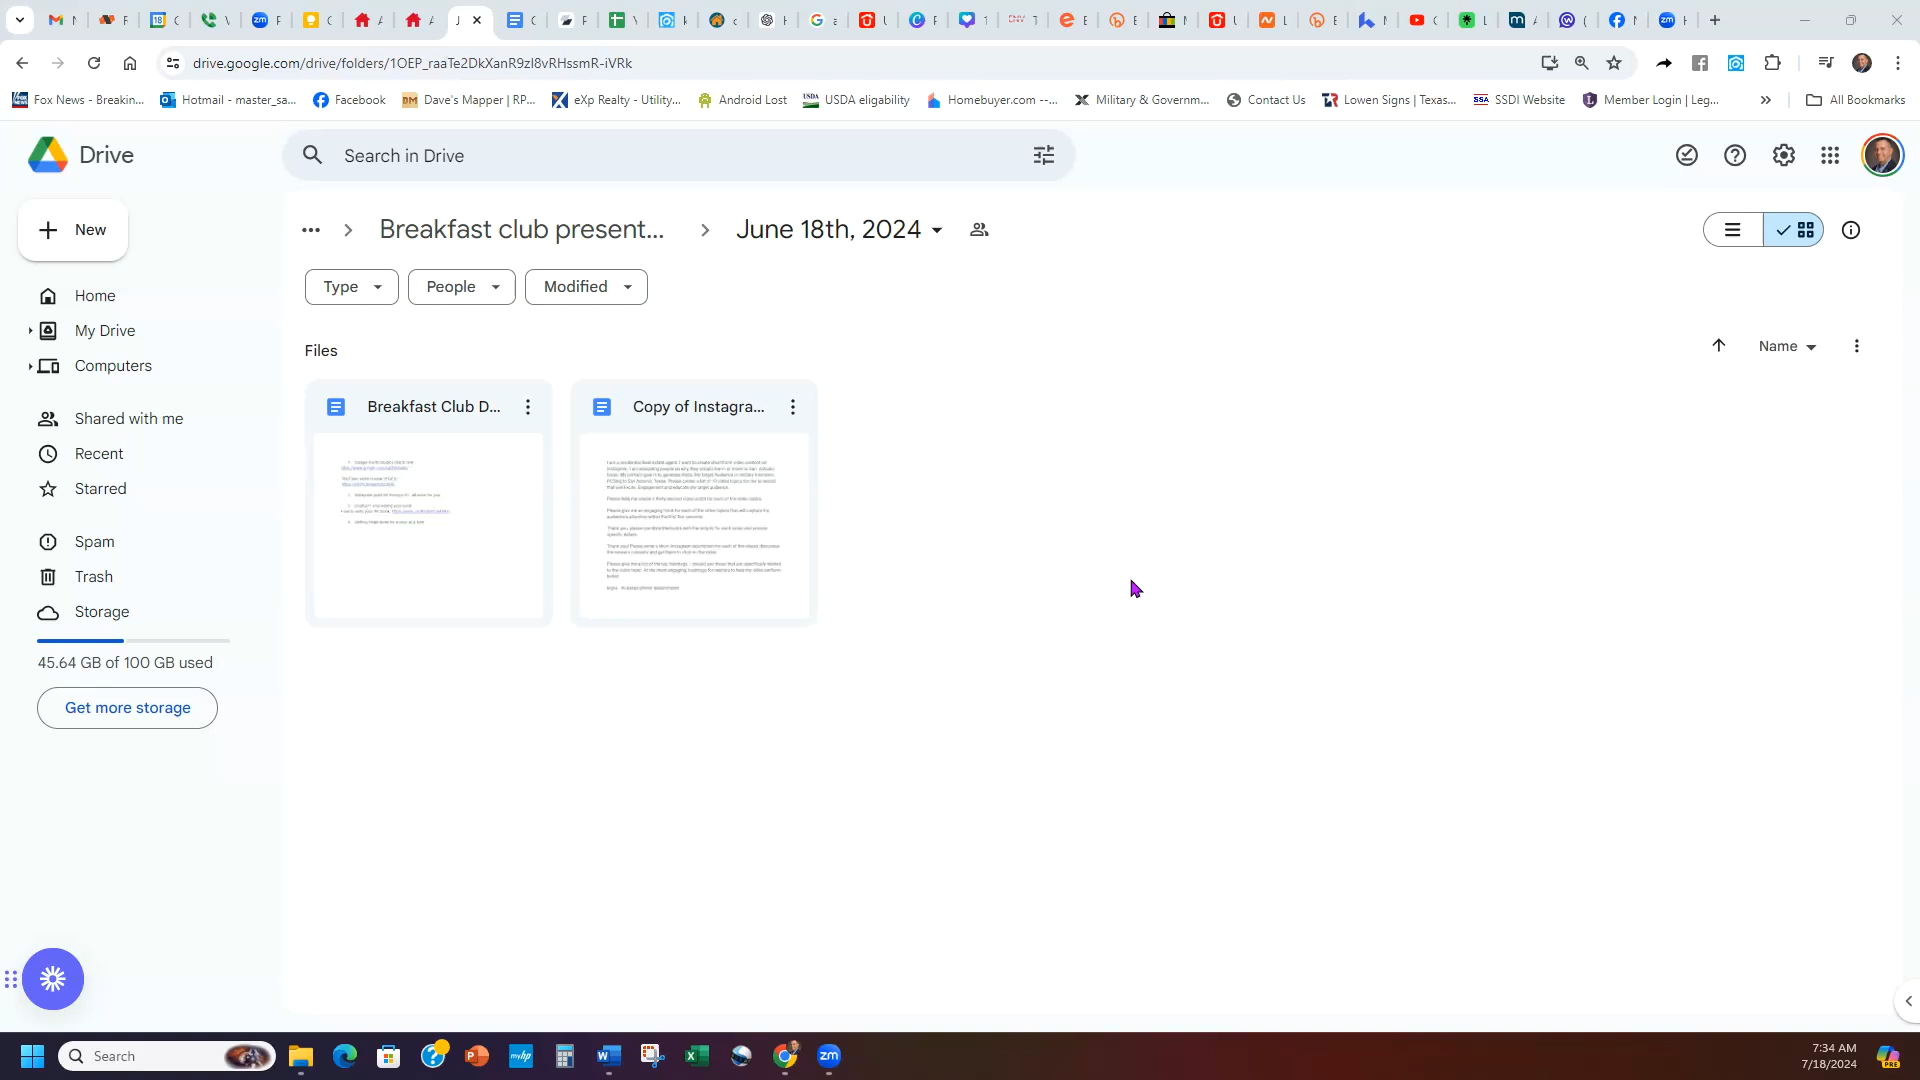 drive.google.com/drive/folders/1OEP_raaTe2DkXanR9zI8vRHssmR-iVRk
Fox News - Breakin...
Hotmail - master_sa...
Facebook
Dave's Mapper | RP...
eXp Realty - Utility...
Android Lost
USDA eligibility
Homebuyer.com --...
Military & Governm...
Contact Us
Lowen Signs | Texas...
SSDI Website
Member Login | Leg...
All Bookmarks
Drive
Search in Drive
New
Breakfast club present...
June 18th, 2024
Type
People
Modified
Home
My Drive
Computers
Shared with me
Recent
Starred
Spam
Trash
Storage
45.64 GB of 100 GB used
Get more storage
Files
Name
Breakfast Club D...
Copy of Instagra...
Search
7:34 AM
7/18/2024